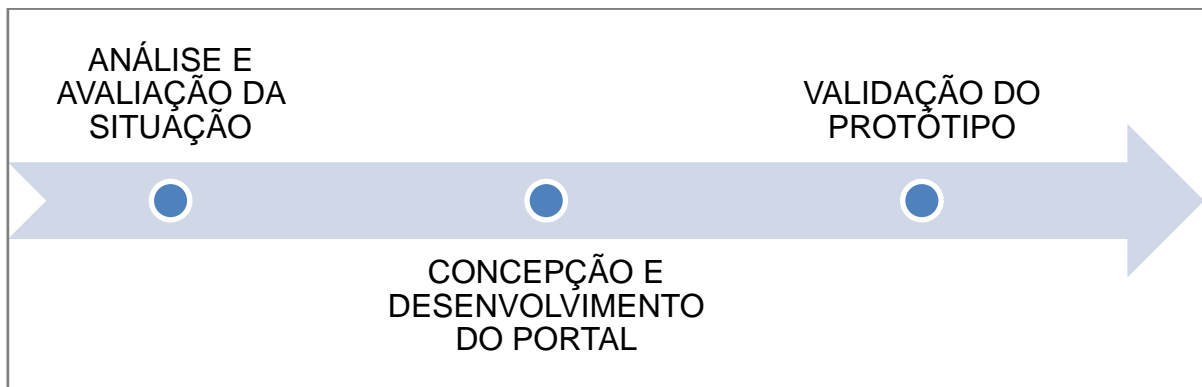 ANÁLISE E
AVALIAÇÃO DA
SITUAÇÃO
CONCEPÇÃO E
DESENVOLVIMENTO
DO PORTAL
VALIDAÇÃO DO
PROTÓTIPO